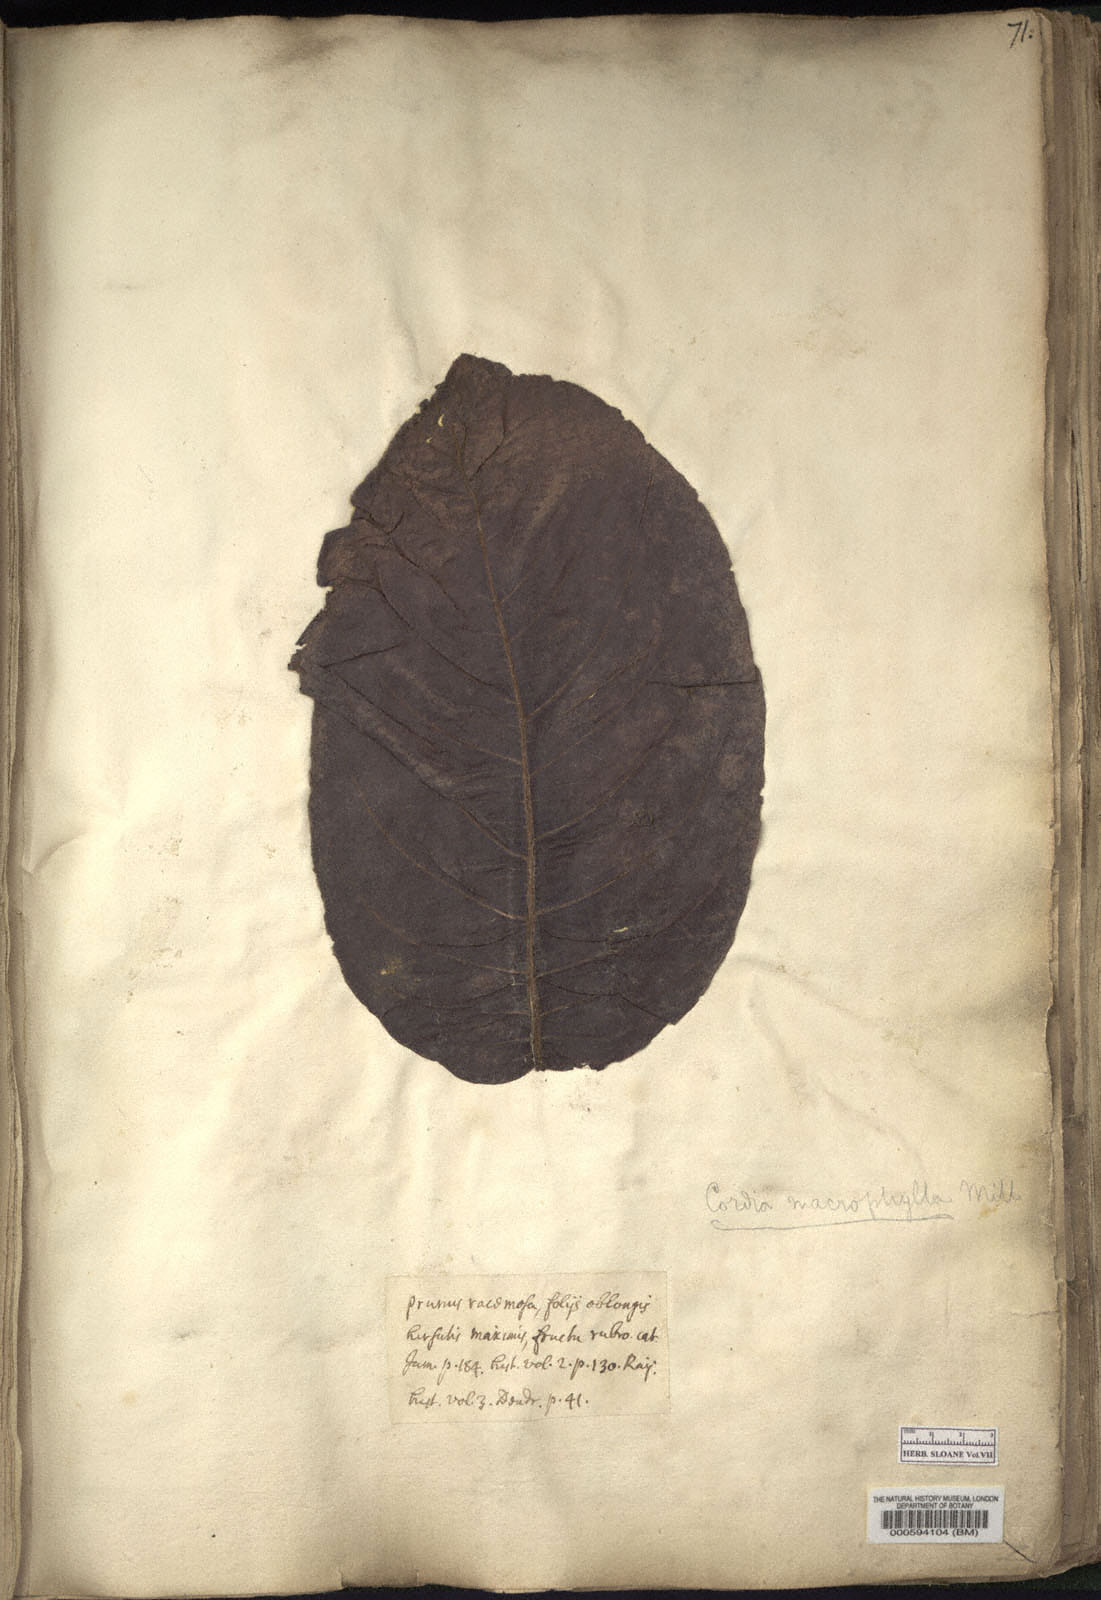 71:
Cordia macrophylla Mill
prunus racemosa, folijs oblongis
hirsutis maximis, fructu rubro. cat.
Jam. p. 184. hist. vol. 2. p. 130. Raij.
hist. vol. 3. Dendr. p. 41.
HERB. SLOANE Vol.VII
THE NATURAL HISTORY MUSEUM, LONDON
DEPARTMENT OF BOTANY
000594104 (BM)